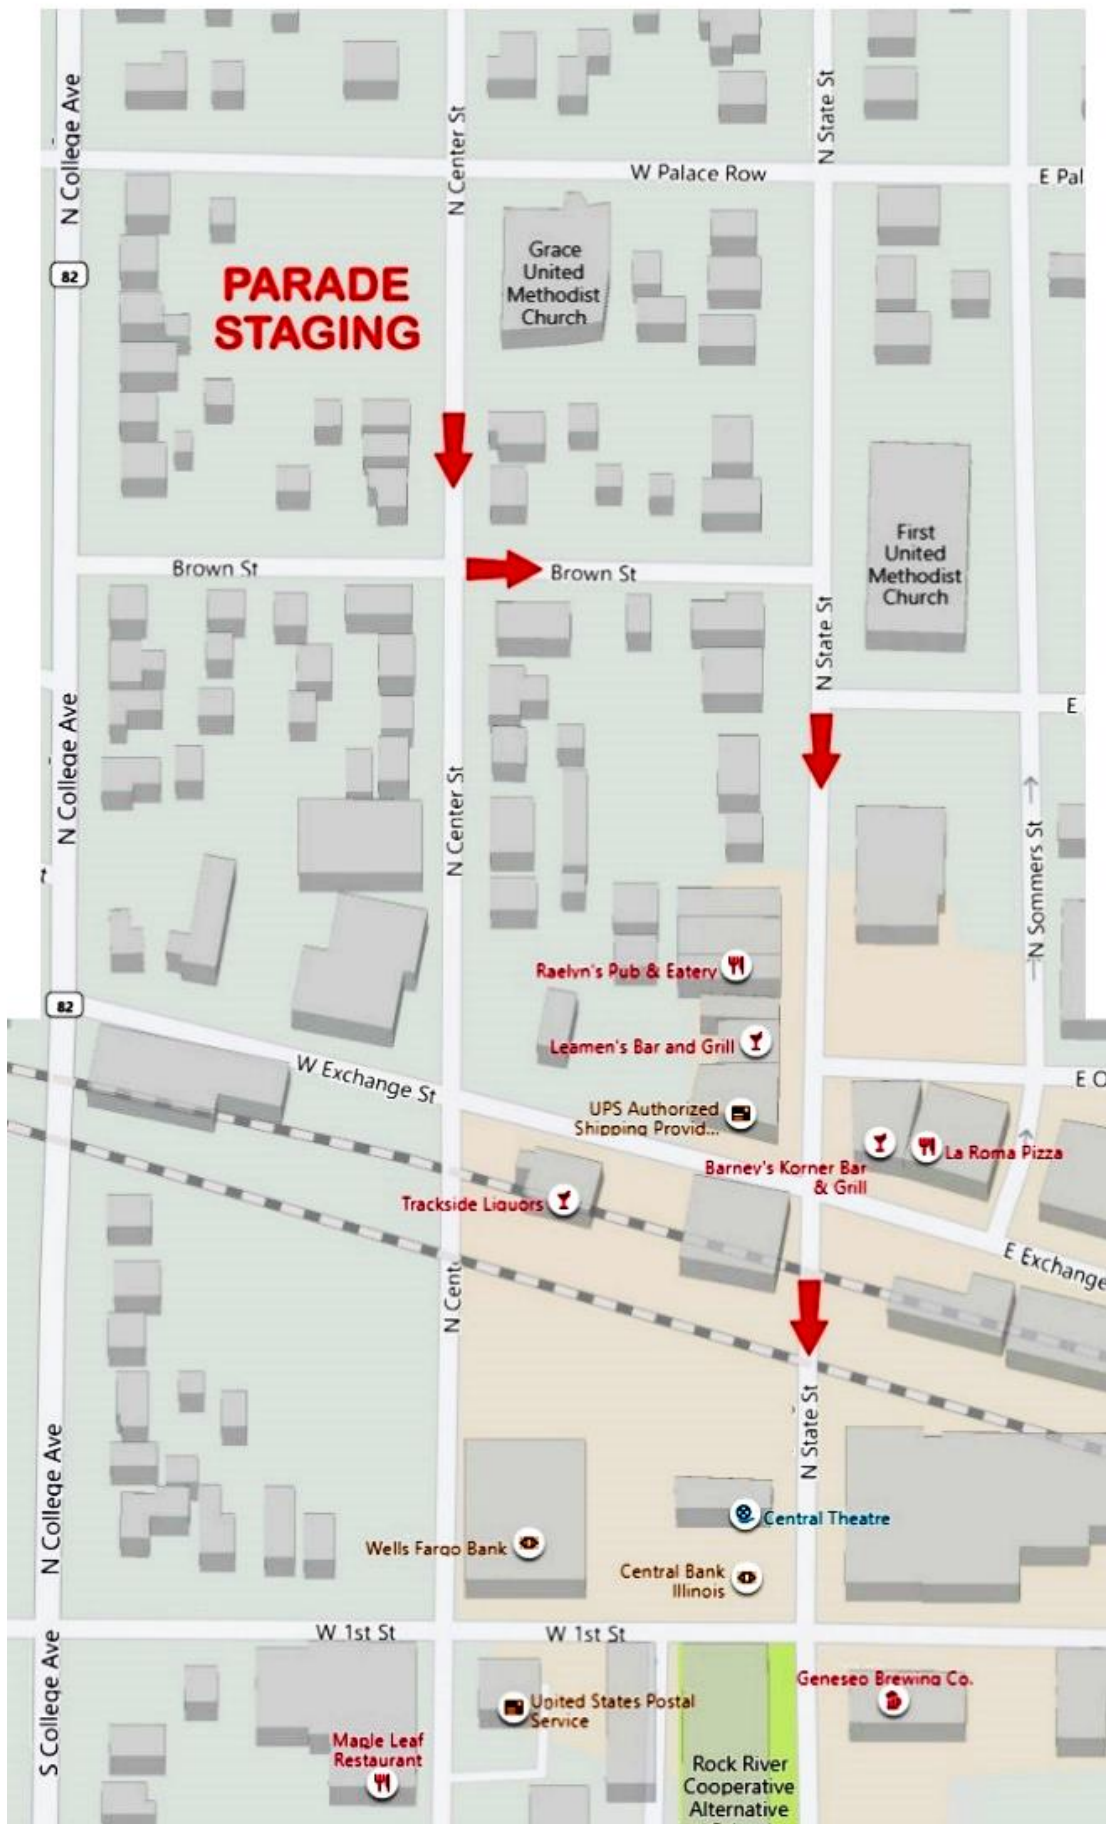 N College Ave
N Center St
N State St
W Palace Row
E Pal
82
PARADE
STAGING
Grace
United
Methodist
Church
First
United
Methodist
Church
Brown St
Brown St
N State St
E
N College Ave
N Center St
N Sommers St
Raelyn's Pub & Eatery
82
W Exchange St
Leamen's Bar and Grill
UPS Authorized
Shipping Provid...
E O
Barney's Korner Bar
& Grill
La Roma Pizza
Trackside Liquors
E Exchange
N Cente
N State St
N College Ave
Central Theatre
Wells Fargo Bank
Central Bank
Illinois
W 1st St
W 1st St
S College Ave
Geneseo Brewing Co.
United States Postal
Service
Maple Leaf
Restaurant
Rock River
Cooperative
Alternative